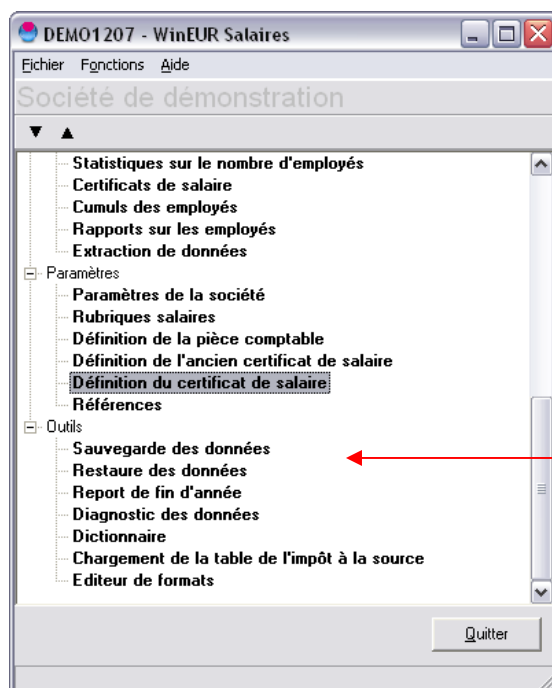 DEMO1207 - WinEUR Salaires
Fichier Fonctions Aide
Société de démonstration
Statistiques sur le nombre d'employés
Certificats de salaire
Cumuls des employés
Rapports sur les employés
Extraction de données
Paramètres
Paramètres de la société
Rubriques salaires
Définition de la pièce comptable
Définition de l'ancien certificat de salaire
Définition du certificat de salaire
Références
Outils
Sauvegarde des données
Restaure des données
Report de fin d'année
Diagnostic des données
Dictionnaire
Chargement de la table de l'impôt à la source
Editeur de formats
Quitter